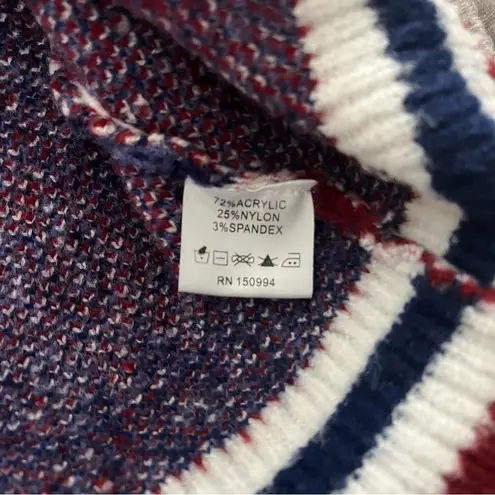 72%ACRYLIC
25%NYLON
3%SPANDEX
RN 150994